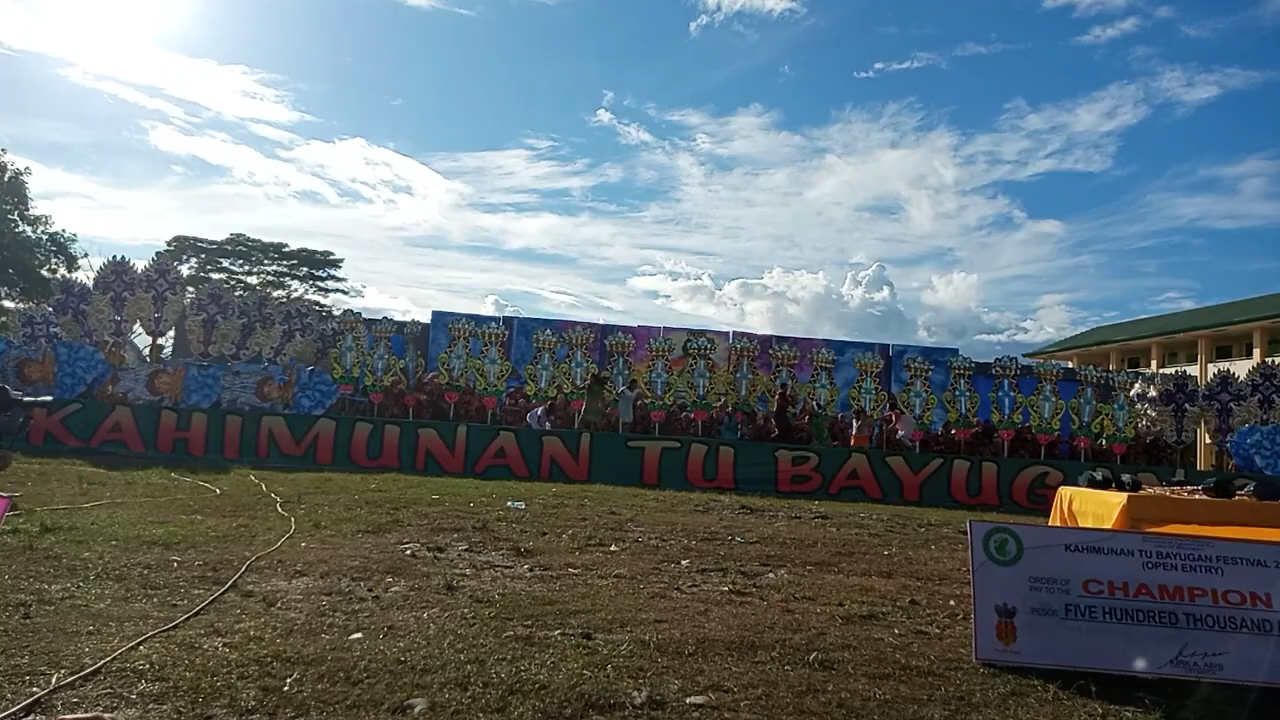 KAHIMUNAN TU BAYUGAN
KAHIMUNAN TU BAYUGAN FESTIVAL 2
(OPEN ENTRY)
ORDER OF
PAY TO THE CHAMPION
PESOS FIVE HUNDRED THOUSAND
KIRK A. ASIS